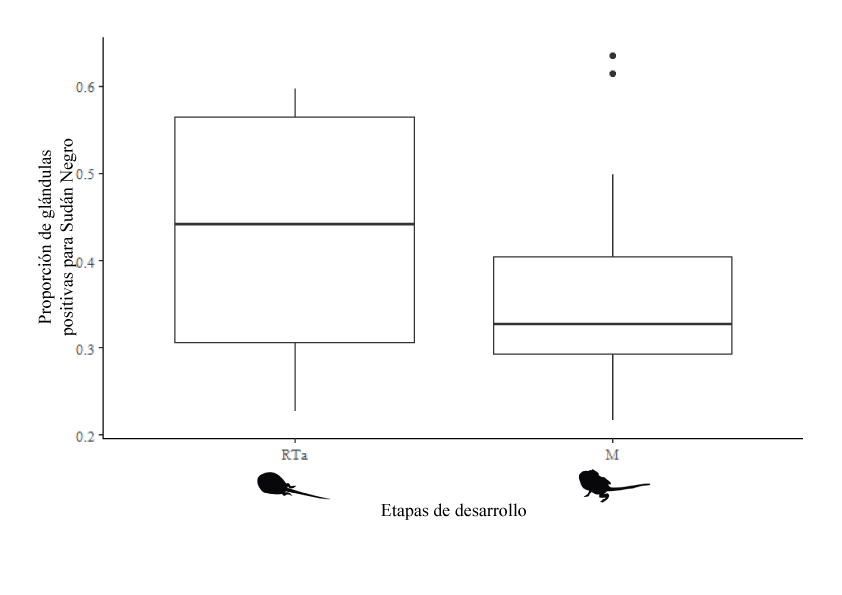 Proporción de glándulas
positivas para Sudán Negro
0.6
0.5
0.4
0.3
0.2
RTa
M
Etapas de desarrollo